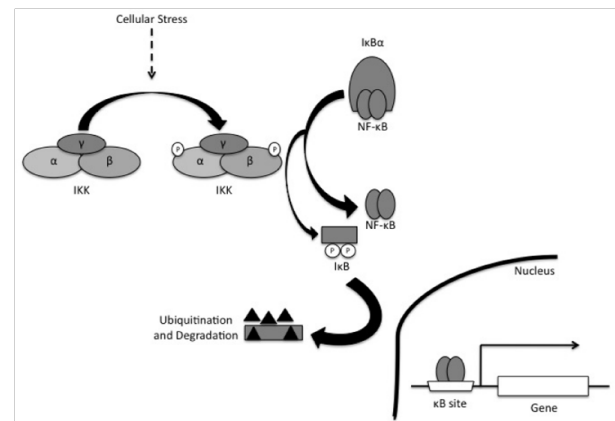 Cellular Stress
IκBα
NF-κB
γ
α
β
IKK
P
P
γ
α
β
IKK
NF-κB
P
P
IκB
Nucleus
Ubiquitination
and Degradation
κB site
Gene